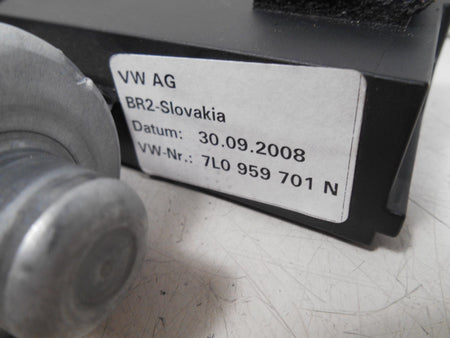 VW AG
BR2-Slovakia
Datum: 30.09.2008
VW-Nr.: 7L0 959 701 N